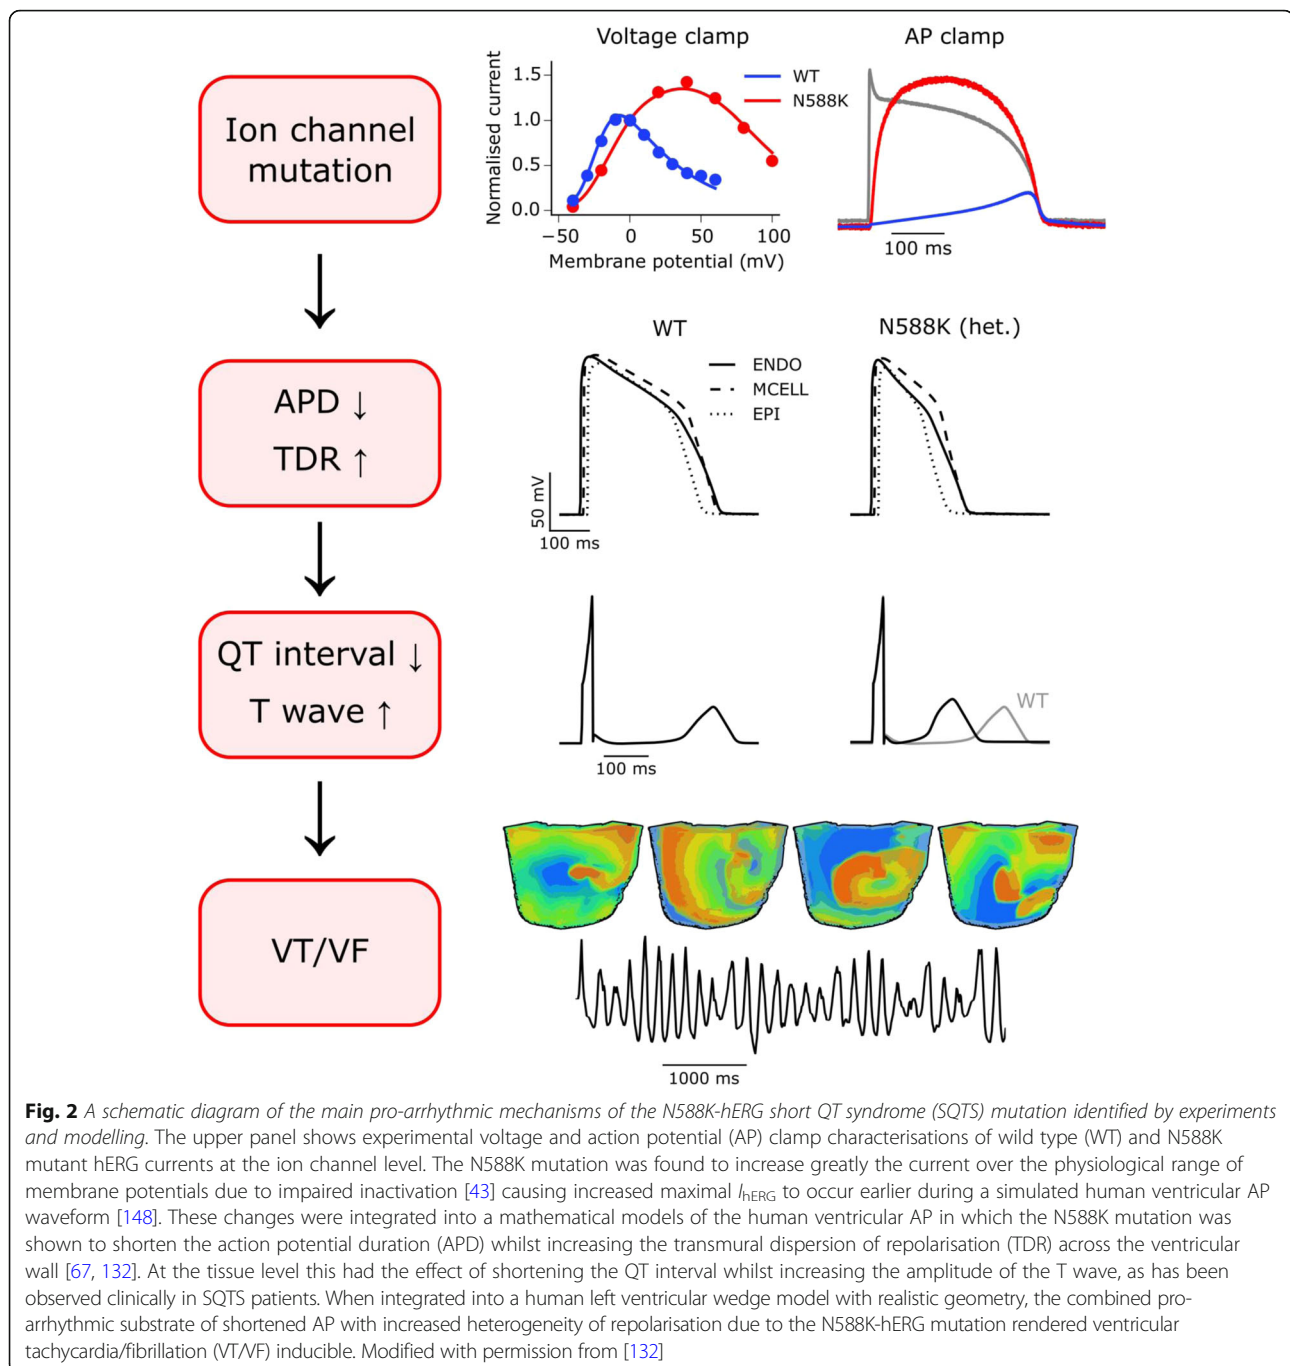 Voltage clamp
AP clamp
Ion channel
mutation
Normalised current
1.5
1.0
0.5
0.0
−50
0
50
100
Membrane potential (mV)
WT
N588K
100 ms
APD ↓
TDR ↑
WT
N588K (het.)
ENDO
MCELL
EPI
50 mV
100 ms
QT interval ↓
T wave ↑
100 ms
WT
VT/VF
1000 ms
Fig. 2 A schematic diagram of the main pro-arrhythmic mechanisms of the N588K-hERG short QT syndrome (SQTS) mutation identified by experiments
and modelling. The upper panel shows experimental voltage and action potential (AP) clamp characterisations of wild type (WT) and N588K
mutant hERG currents at the ion channel level. The N588K mutation was found to increase greatly the current over the physiological range of
membrane potentials due to impaired inactivation [43] causing increased maximal IhERG to occur earlier during a simulated human ventricular AP
waveform [148]. These changes were integrated into a mathematical models of the human ventricular AP in which the N588K mutation was
shown to shorten the action potential duration (APD) whilst increasing the transmural dispersion of repolarisation (TDR) across the ventricular
wall [67, 132]. At the tissue level this had the effect of shortening the QT interval whilst increasing the amplitude of the T wave, as has been
observed clinically in SQTS patients. When integrated into a human left ventricular wedge model with realistic geometry, the combined pro-
arrhythmic substrate of shortened AP with increased heterogeneity of repolarisation due to the N588K-hERG mutation rendered ventricular
tachycardia/fibrillation (VT/VF) inducible. Modified with permission from [132]